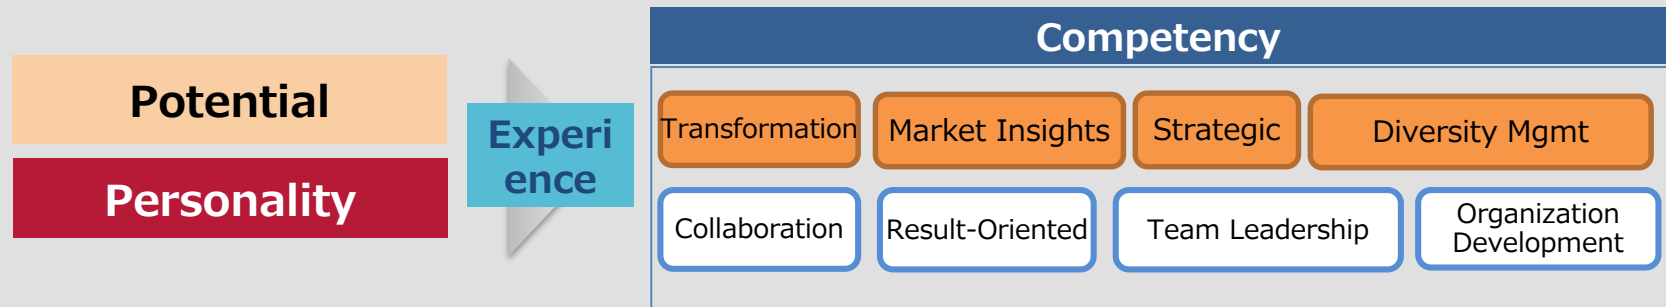 Competency
Potential
Personality
Experi
ence
Transformation
Market Insights
Strategic
Diversity Mgmt
Collaboration
Result-Oriented
Team Leadership
Organization
Development